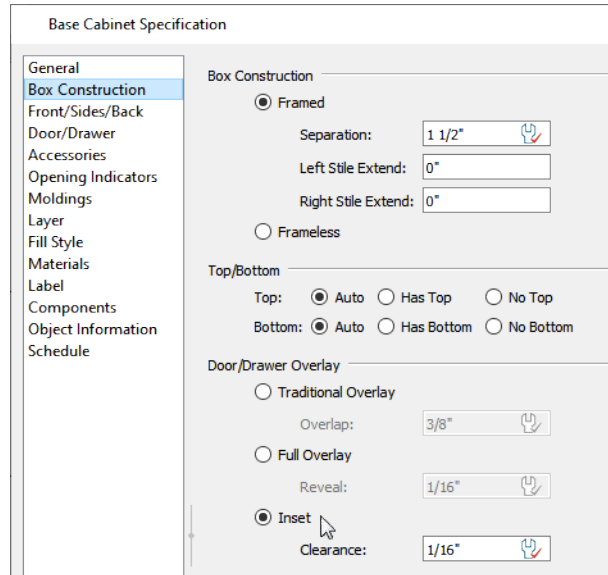 Base Cabinet Specification
General
Box Construction
Front/Sides/Back
Door/Drawer
Accessories
Opening Indicators
Moldings
Layer
Fill Style
Materials
Label
Components
Object Information
Schedule
Box Construction
Framed
Separation: 1 1/2"
Left Stile Extend: 0"
Right Stile Extend: 0"
Frameless
Top/Bottom
Top: Auto Has Top No Top
Bottom: Auto Has Bottom No Bottom
Door/Drawer Overlay
Traditional Overlay
Overlap: 3/8"
Full Overlay
Reveal: 1/16"
Inset
Clearance: 1/16"